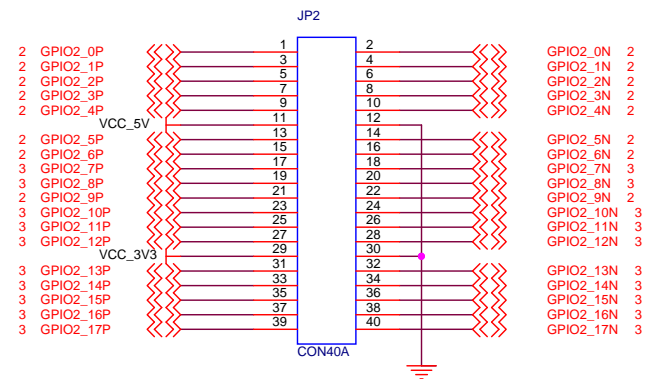 JP2
2 GPIO2_0P 1 2 GPIO2_0N 2
2 GPIO2_1P 3 4 GPIO2_1N 2
2 GPIO2_2P 5 6 GPIO2_2N 2
2 GPIO2_3P 7 8 GPIO2_3N 2
2 GPIO2_4P 9 10 GPIO2_4N 2
VCC_5V 11 12
2 GPIO2_5P 13 14 GPIO2_5N 2
2 GPIO2_6P 15 16 GPIO2_6N 2
3 GPIO2_7P 17 18 GPIO2_7N 3
3 GPIO2_8P 19 20 GPIO2_8N 3
2 GPIO2_9P 21 22 GPIO2_9N 2
3 GPIO2_10P 23 24 GPIO2_10N 3
3 GPIO2_11P 25 26 GPIO2_11N 3
3 GPIO2_12P 27 28 GPIO2_12N 3
VCC_3V3 29 30
3 GPIO2_13P 31 32 GPIO2_13N 3
3 GPIO2_14P 33 34 GPIO2_14N 3
3 GPIO2_15P 35 36 GPIO2_15N 3
3 GPIO2_16P 37 38 GPIO2_16N 3
3 GPIO2_17P 39 40 GPIO2_17N 3
CON40A